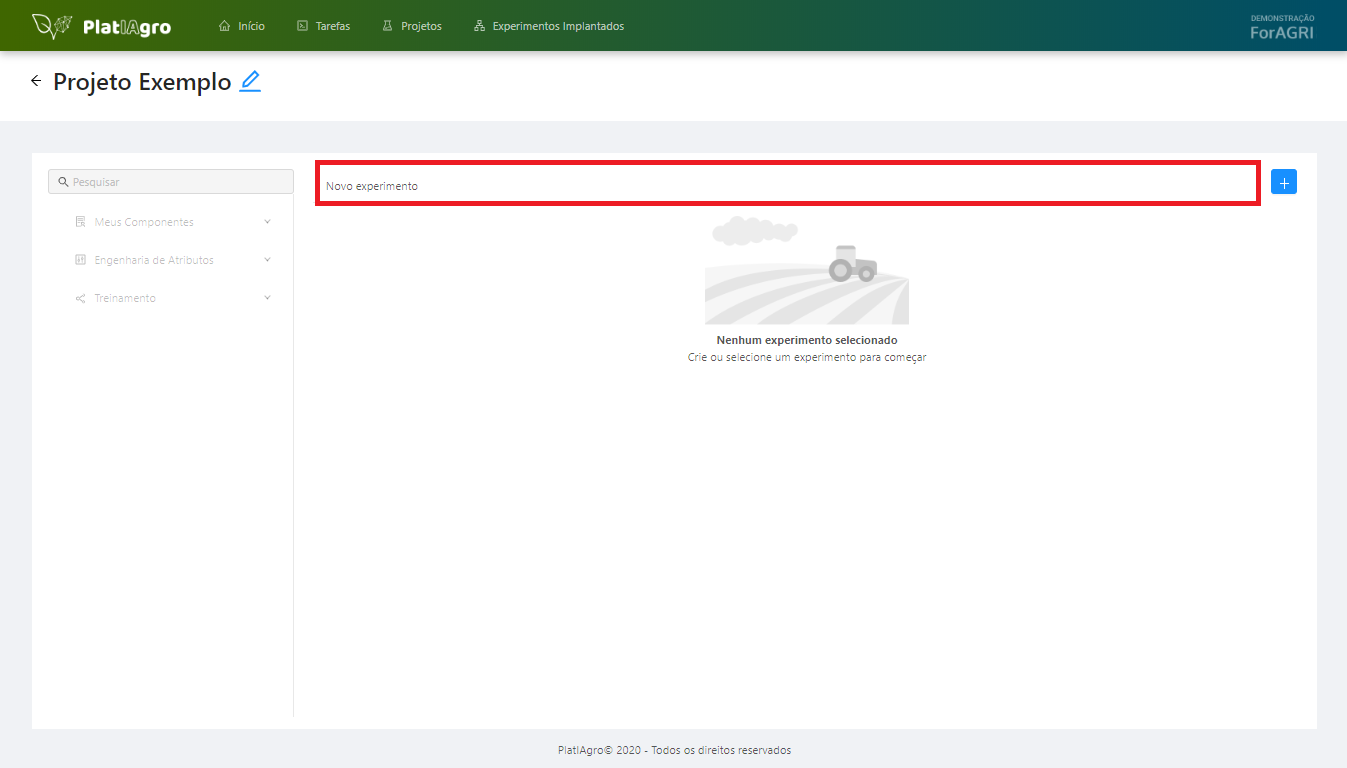 PlatIAgro
Início
Tarefas
Projetos
Experimentos Implantados
DEMONSTRAÇÃO
ForAGRI
Projeto Exemplo
Pesquisar
Novo experimento
Meus Componentes
Engenharia de Atributos
Treinamento
Nenhum experimento selecionado
Crie ou selecione um experimento para começar
PlatIAgro© 2020 - Todos os direitos reservados